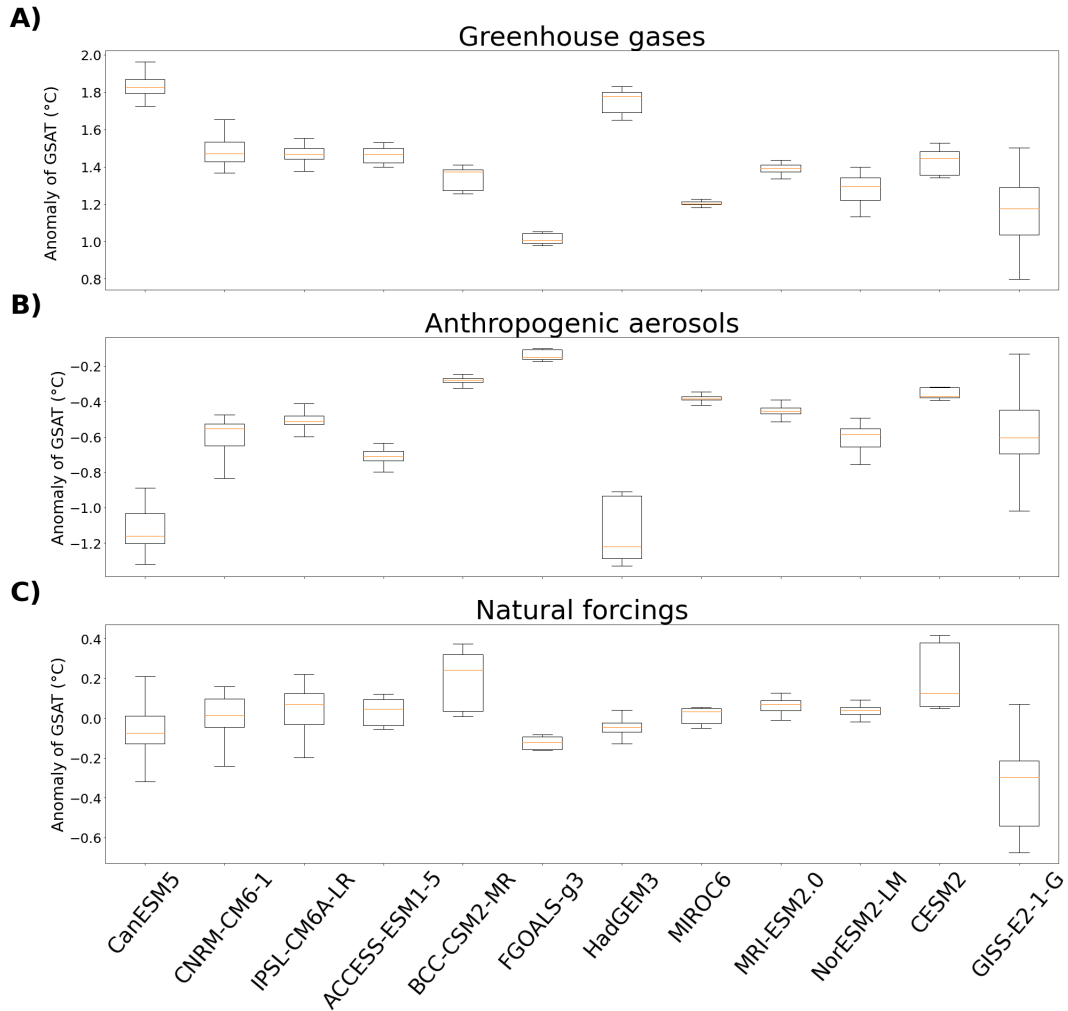 A)
Greenhouse gases
Anomaly of GSAT (°C)
2.0
1.8
1.6
1.4
1.2
1.0
0.8
B)
Anthropogenic aerosols
Anomaly of GSAT (°C)
−0.2
−0.4
−0.6
−0.8
−1.0
−1.2
C)
Natural forcings
Anomaly of GSAT (°C)
0.4
0.2
0.0
−0.2
−0.4
−0.6
CanESM5
CNRM-CM6-1
IPSL-CM6A-LR
ACCESS-ESM1-5
BCC-CSM2-MR
FGOALS-g3
HadGEM3
MIROC6
MRI-ESM2.0
NorESM2-LM
CESM2
GISS-E2-1-G